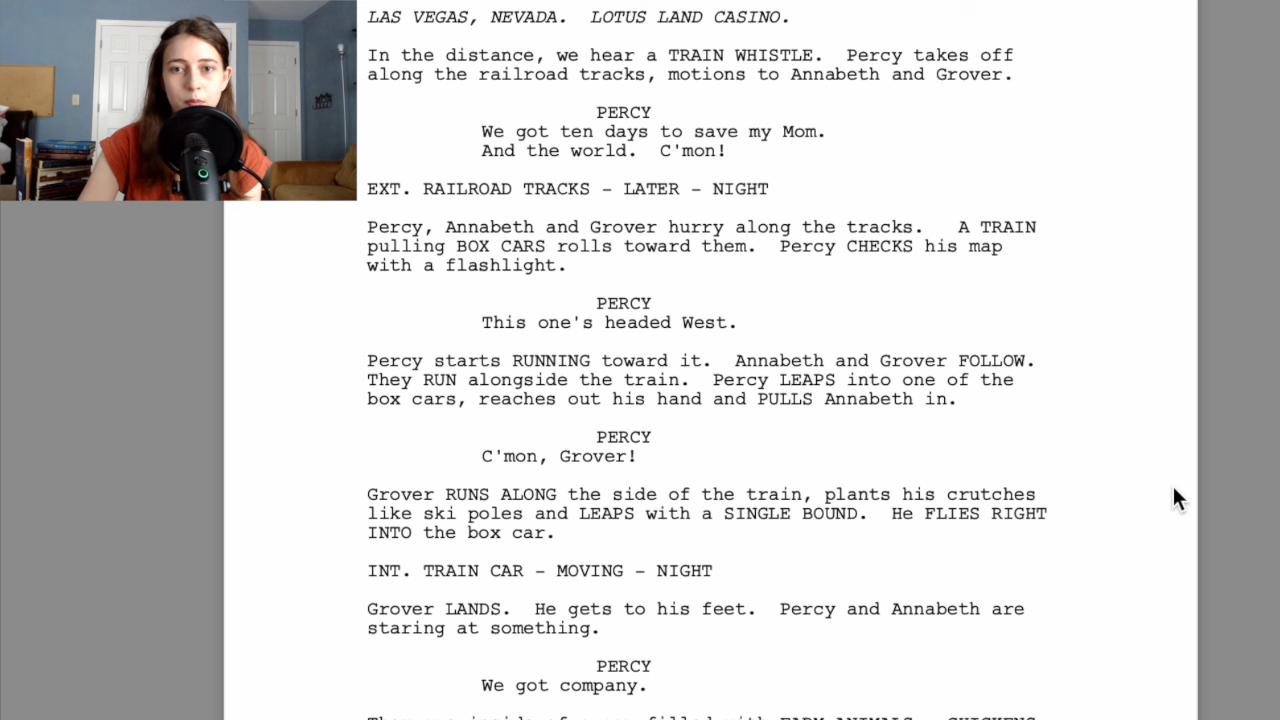 LAS VEGAS, NEVADA.  LOTUS LAND CASINO.
In the distance, we hear a TRAIN WHISTLE.  Percy takes off
along the railroad tracks, motions to Annabeth and Grover.
PERCY
We got ten days to save my Mom.
And the world.  C'mon!
EXT. RAILROAD TRACKS – LATER – NIGHT
Percy, Annabeth and Grover hurry along the tracks.   A TRAIN
pulling BOX CARS rolls toward them.  Percy CHECKS his map
with a flashlight.
PERCY
This one's headed West.
Percy starts RUNNING toward it.  Annabeth and Grover FOLLOW.
They RUN alongside the train.  Percy LEAPS into one of the
box cars, reaches out his hand and PULLS Annabeth in.
PERCY
C'mon, Grover!
Grover RUNS ALONG the side of the train, plants his crutches
like ski poles and LEAPS with a SINGLE BOUND.  He FLIES RIGHT
INTO the box car.
INT. TRAIN CAR – MOVING – NIGHT
Grover LANDS.  He gets to his feet.  Percy and Annabeth are
staring at something.
PERCY
We got company.